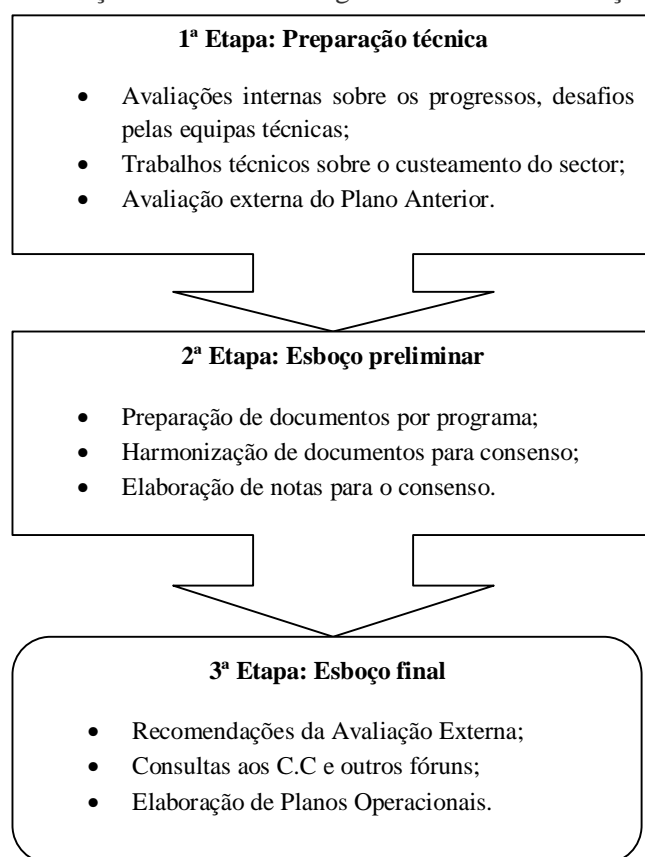 1ª Etapa: Preparação técnica
• Avaliações internas sobre os progressos, desafios
pelas equipas técnicas;
• Trabalhos técnicos sobre o custeamento do sector;
• Avaliação externa do Plano Anterior.
2ª Etapa: Esboço preliminar
• Preparação de documentos por programa;
• Harmonização de documentos para consenso;
• Elaboração de notas para o consenso.
3ª Etapa: Esboço final
• Recomendações da Avaliação Externa;
• Consultas aos C.C e outros fóruns;
• Elaboração de Planos Operacionais.